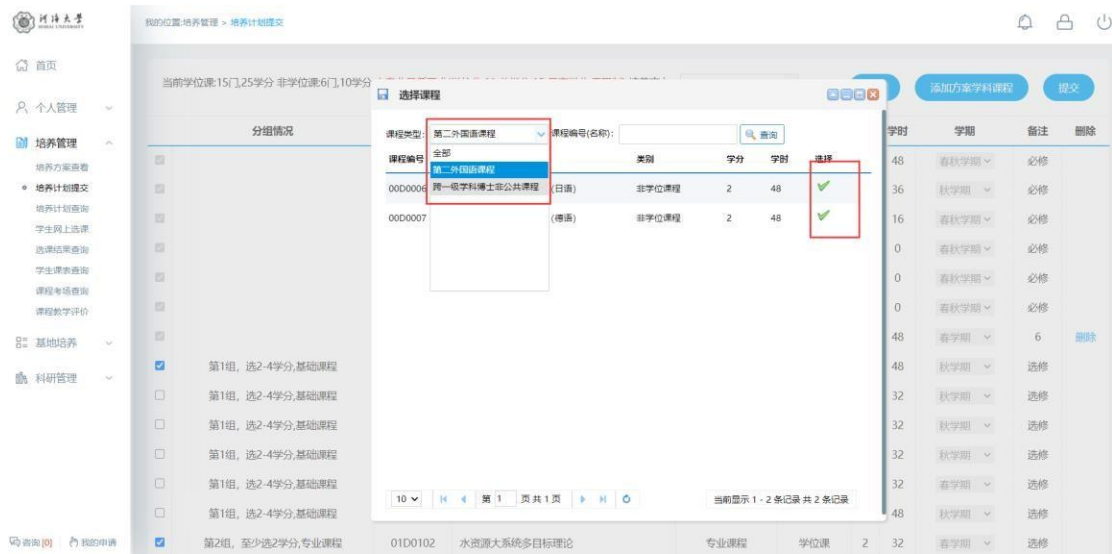 河海大学
HOHAI UNIVERSITY
我的位置:培养管理 > 培养计划提交
首页
个人管理
培养管理
培养方案查看
培养计划提交
培养计划查询
学生网上选课
选课结果查询
学生课表查询
课程考场查询
课程教学评价
基地培养
科研管理
咨询 [0] 我的申请
当前学位课:15门,25学分 非学位课:6门,10学分
添加方案学科课程 提交
分组情况 学时 学期 备注 删除
48 春秋学期 必修
36 秋学期 必修
16 春秋学期 必修
0 春秋学期 必修
0 春秋学期 必修
0 春秋学期 必修
48 春学期 6 删除
第1组, 选2-4学分,基础课程 48 秋学期 选修
第1组, 选2-4学分,基础课程 32 秋学期 选修
第1组, 选2-4学分,基础课程 32 秋学期 选修
第1组, 选2-4学分,基础课程 32 秋学期 选修
第1组, 选2-4学分,基础课程 32 春学期 选修
第1组, 选2-4学分,基础课程 48 秋学期 选修
第2组, 至少选2学分,专业课程 01D0102 水资源大系统多目标理论 专业课程 学位课 2 32 春学期 选修
选择课程
课程类型: 第二外国语课程 课程编号(名称): 查询
课程编号 类别 学分 学时 选择
全部
第二外国语课程
跨一级学科博士非公共课程
00D0006 (日语) 非学位课程 2 48
00D0007 (德语) 非学位课程 2 48
10 第 1 页 共 1 页 当前显示 1 - 2 条记录 共 2 条记录